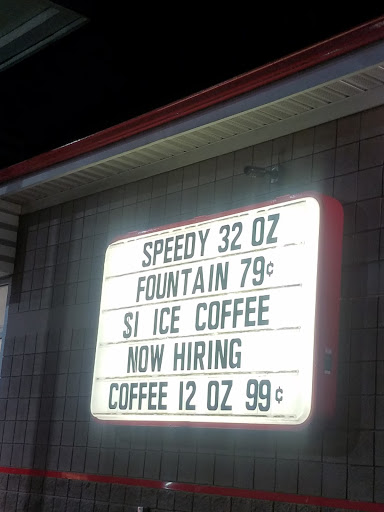 SPEEDY 32 OZ
FOUNTAIN 79¢
$1 ICE COFFEE
NOW HIRING
COFFEE 12 OZ 99¢